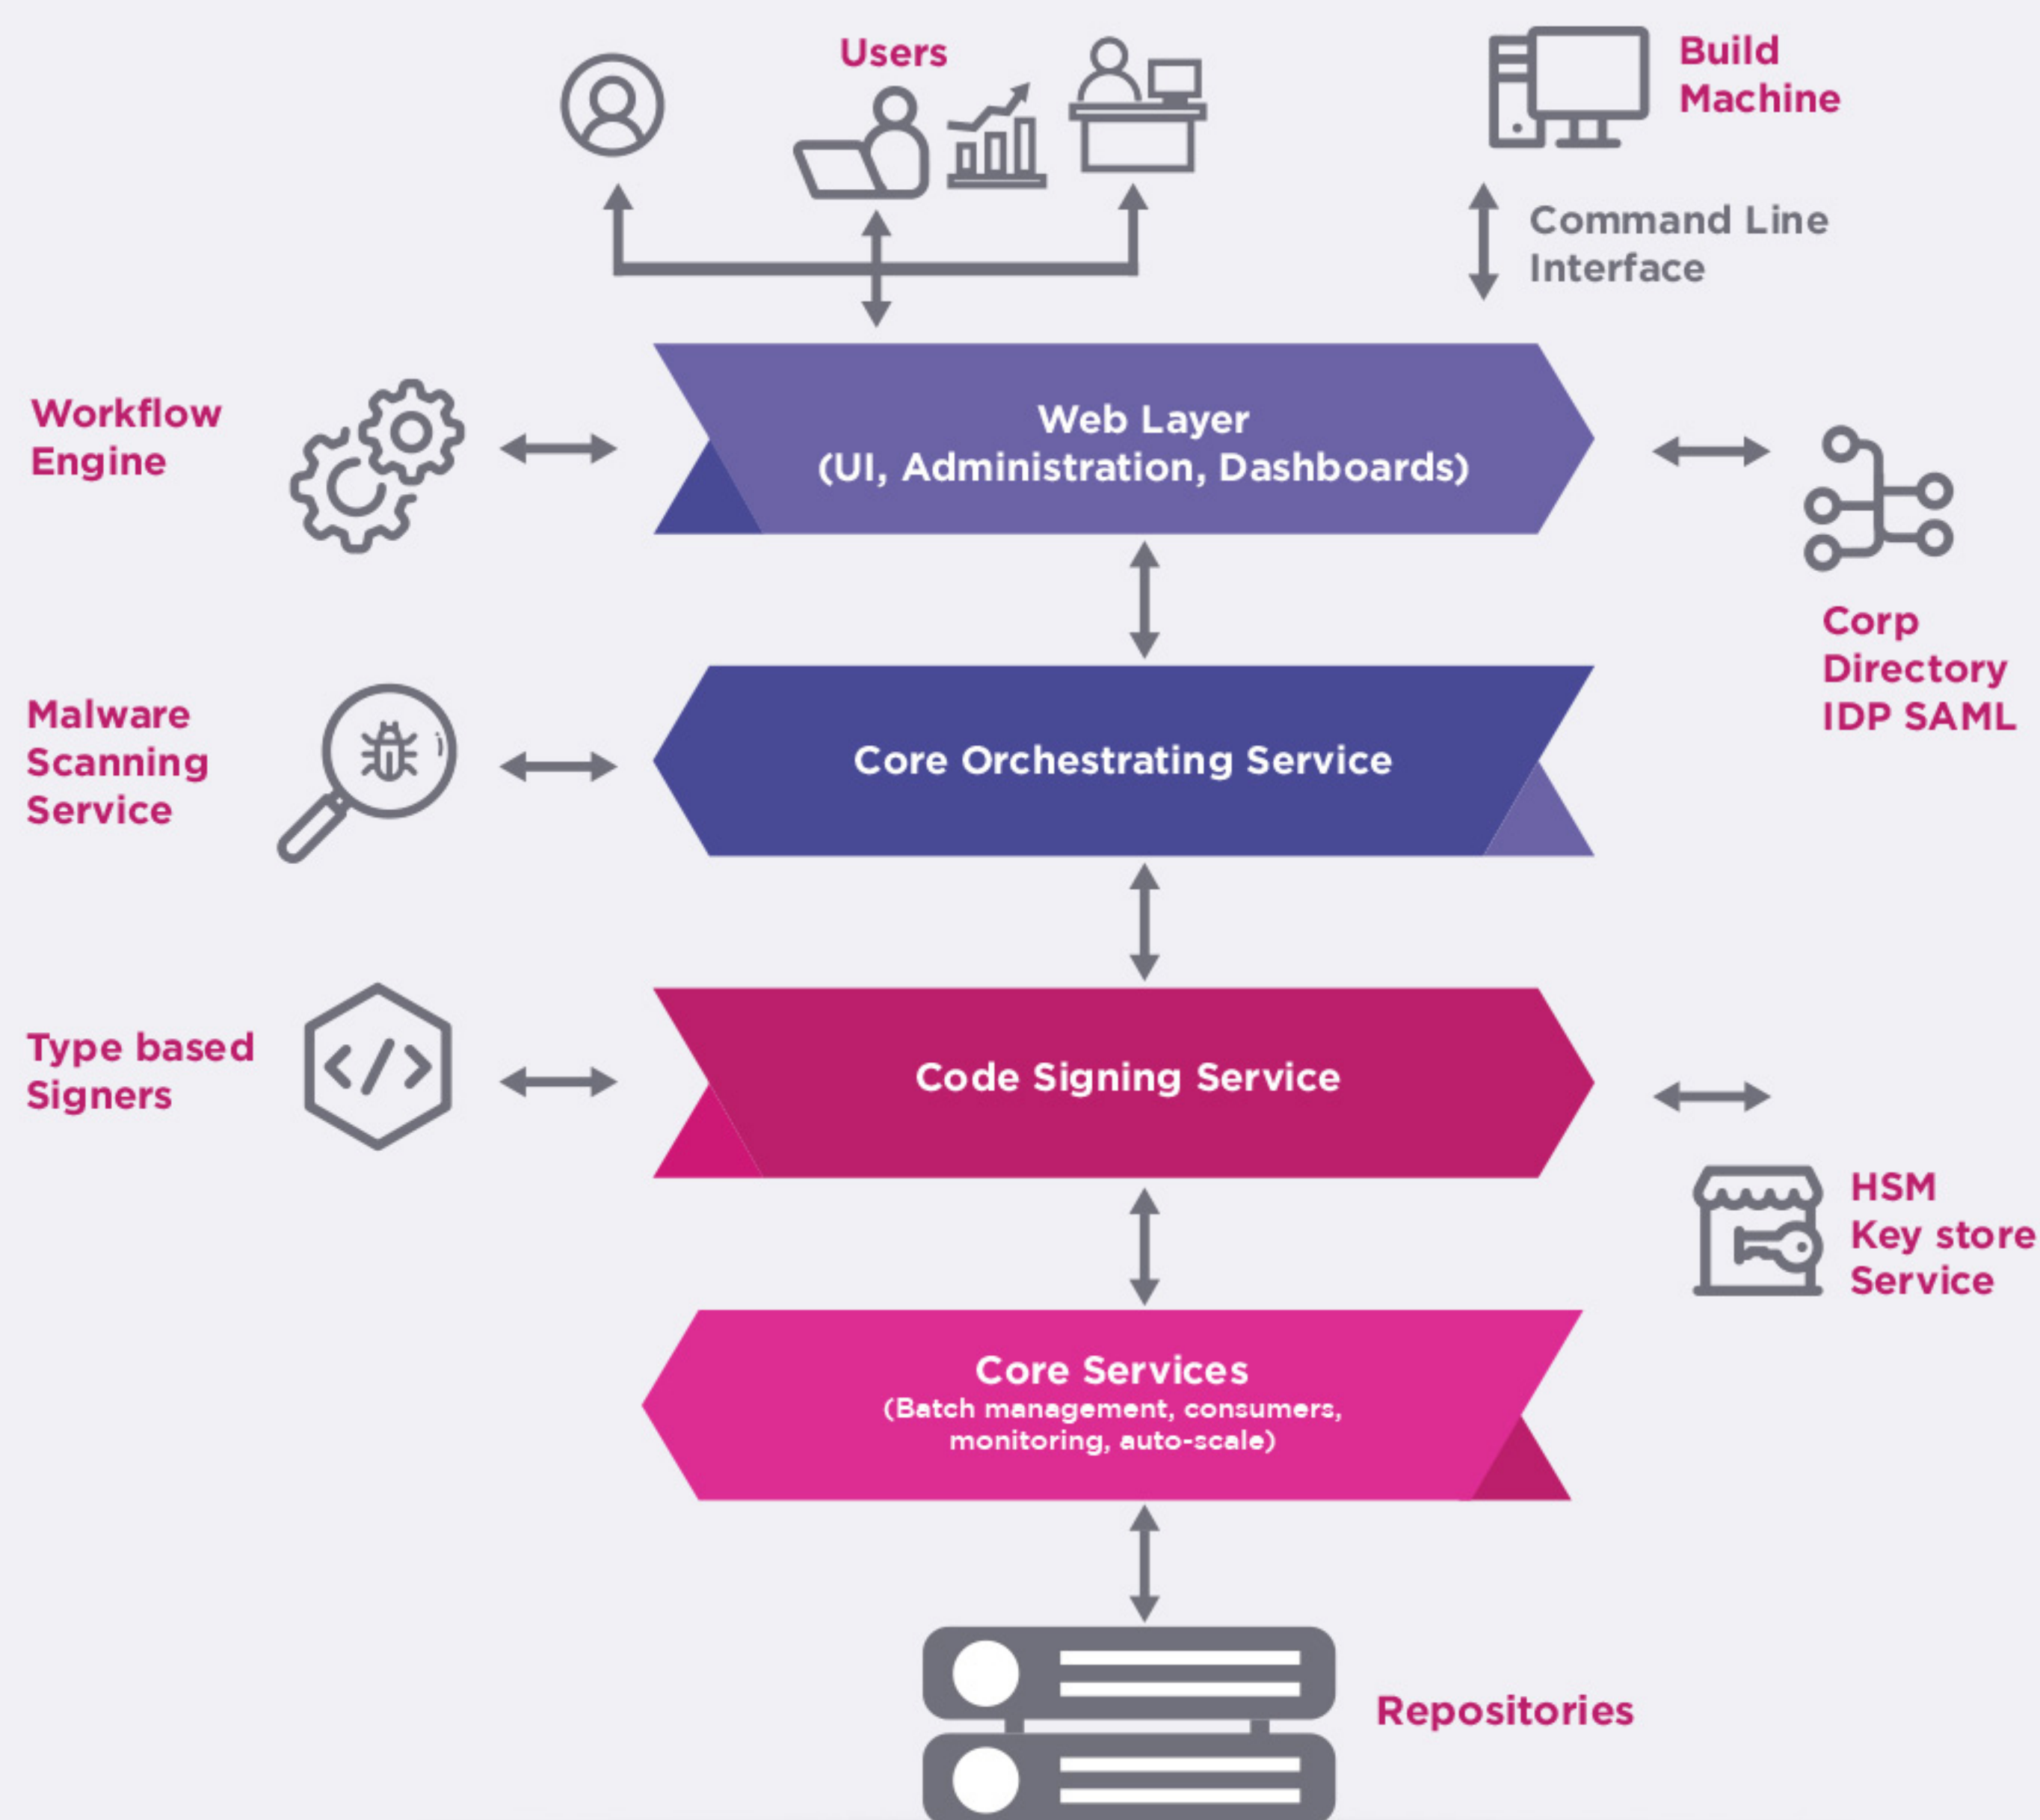 Users
Build
Machine
Command Line
Interface
Workflow
Engine
Web Layer
(UI, Administration, Dashboards)
Corp
Directory
IDP SAML
Malware
Scanning
Service
Core Orchestrating Service
Type based
Signers
Code Signing Service
HSM
Key store
Service
Core Services
(Batch management, consumers,
monitoring, auto-scale)
Repositories